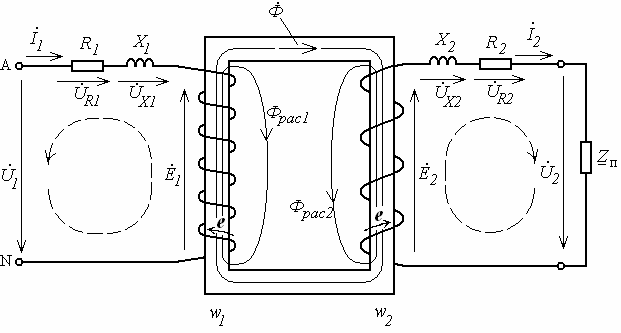 Φ̇
İ1 R1 X1 X2 R2 İ2
A
U̇R1 U̇X1 U̇X2 U̇R2
Φрас1
U̇1 Ė1 Ė2 U̇2 Zп
Φрас2
e e
N
w1 w2